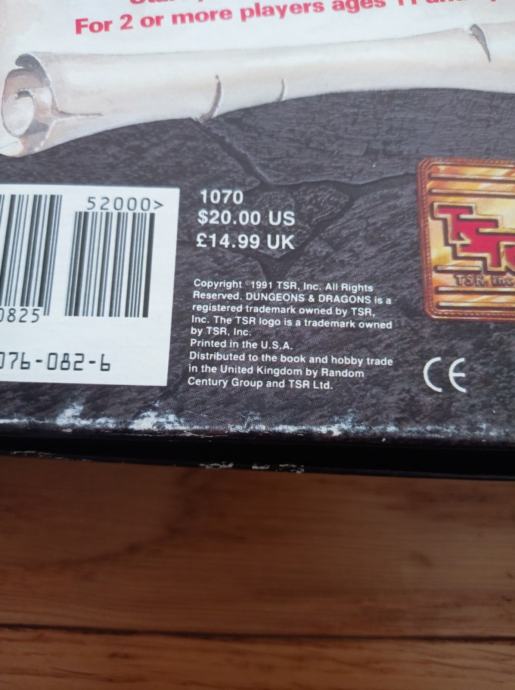 For 2 or more players ages 11
52000>
0825
076-082-6
1070
$20.00 US
£14.99 UK
Copyright ©1991 TSR, Inc. All Rights
Reserved. DUNGEONS & DRAGONS is a
registered trademark owned by TSR,
Inc. The TSR logo is a trademark owned
by TSR, Inc.
Printed in the U.S.A.
Distributed to the book and hobby trade
in the United Kingdom by Random
Century Group and TSR Ltd.
TSR
TSR, Inc
CE